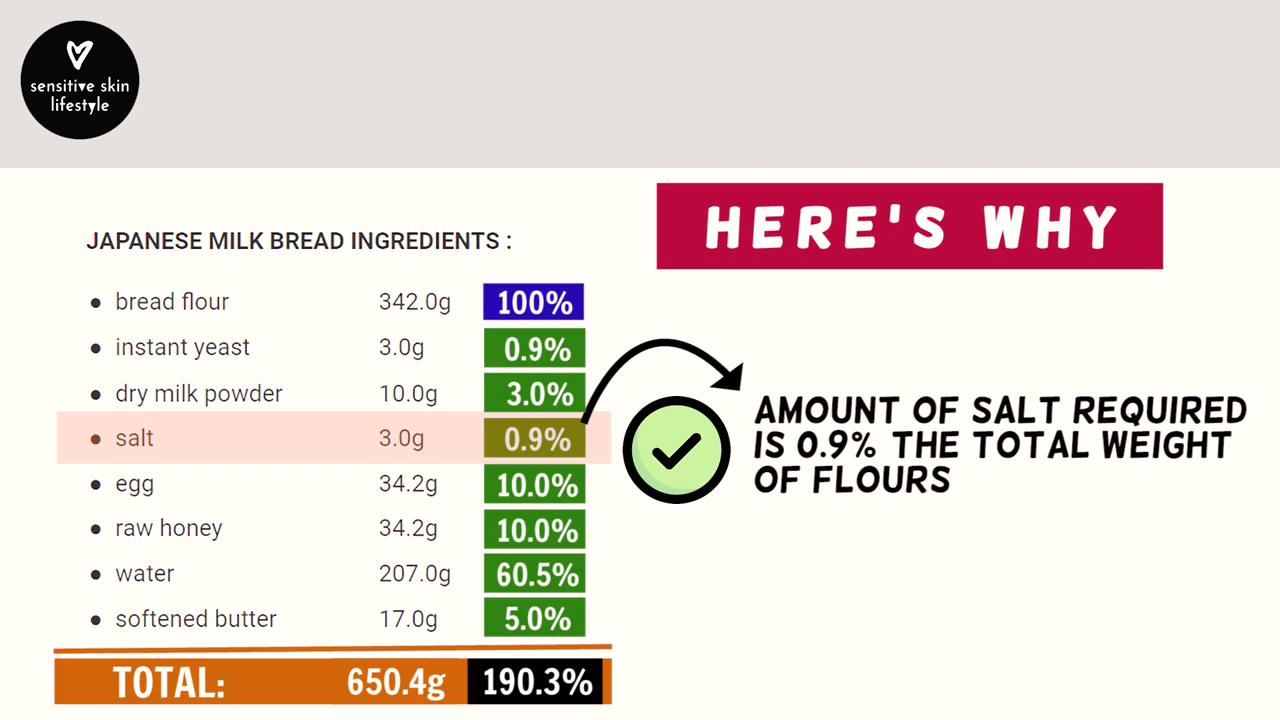 sensitive skin
lifestyle
HERE'S WHY
JAPANESE MILK BREAD INGREDIENTS :
● bread flour 342.0g 100%
● instant yeast 3.0g 0.9%
● dry milk powder 10.0g 3.0%
● salt 3.0g 0.9%
● egg 34.2g 10.0%
● raw honey 34.2g 10.0%
● water 207.0g 60.5%
● softened butter 17.0g 5.0%
TOTAL: 650.4g 190.3%
AMOUNT OF SALT REQUIRED
IS 0.9% THE TOTAL WEIGHT
OF FLOURS